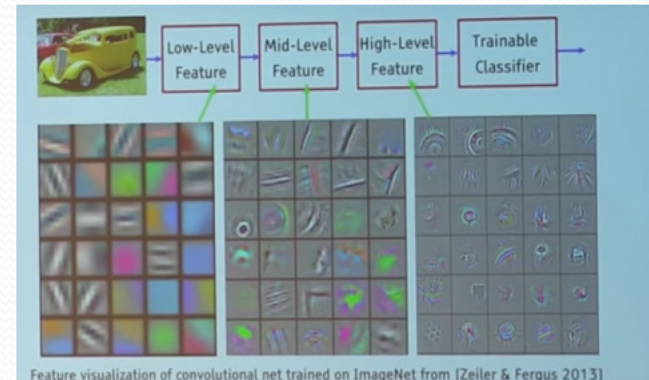 Low-Level
Feature
Mid-Level
Feature
High-Level
Feature
Trainable
Classifier
Feature visualization of convolutional net trained on ImageNet from [Zeiler & Fergus 2013]